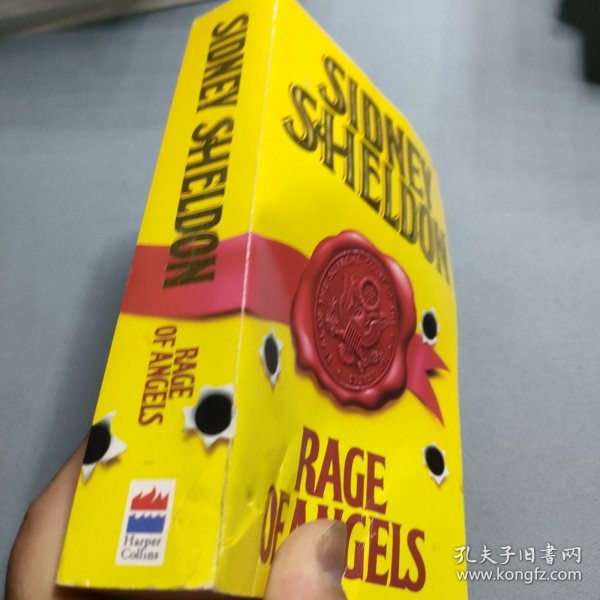 SIDNEY SHELDON
RAGE
OF ANGELS
Harper
Collins
SIDNEY
SHELDON
RAGE
OF ANGELS
孔夫子旧书网
www.kongfz.com